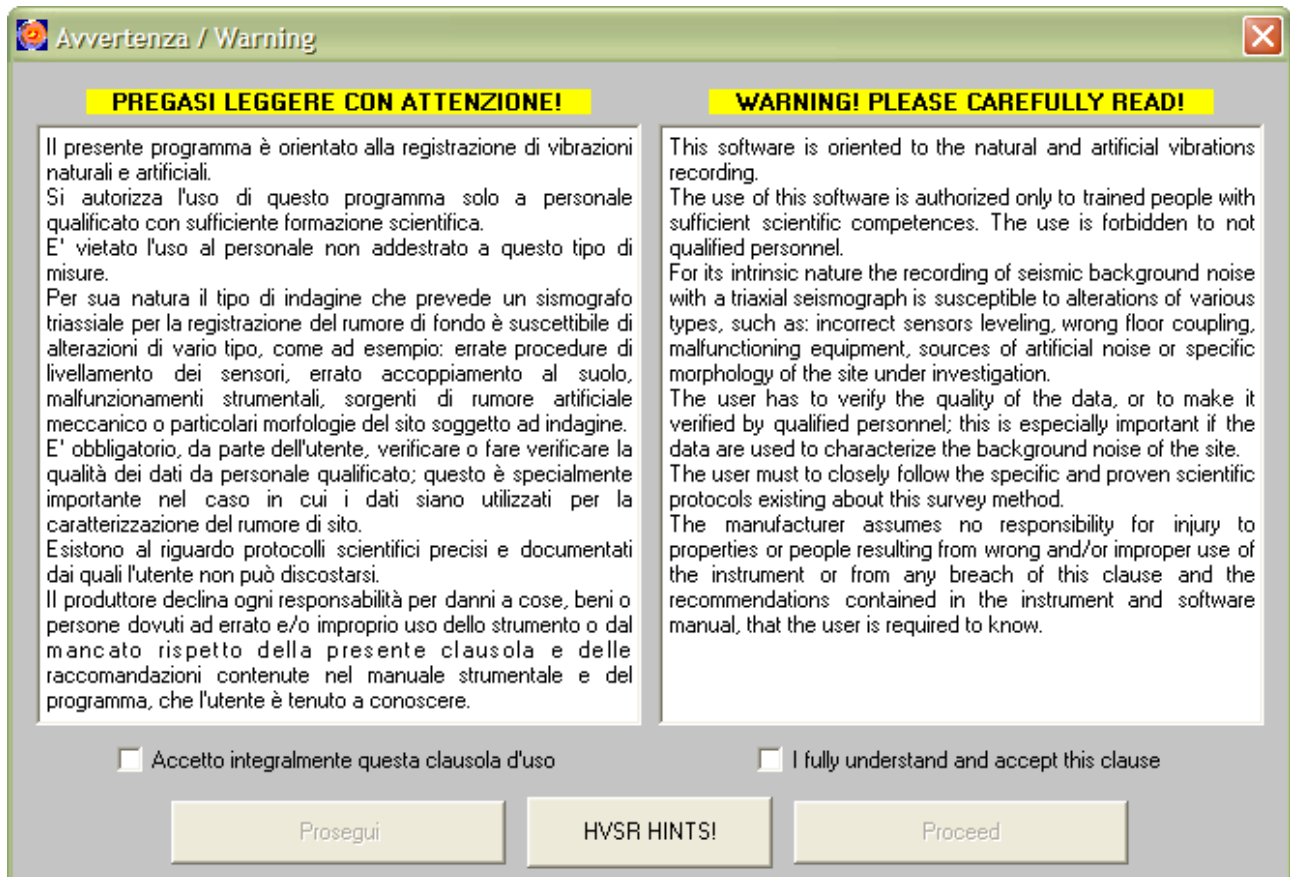 Avvertenza / Warning
PREGASI LEGGERE CON ATTENZIONE!
Il presente programma è orientato alla registrazione di vibrazioni
naturali e artificiali.
Si autorizza l'uso di questo programma solo a personale
qualificato con sufficiente formazione scientifica.
E' vietato l'uso al personale non addestrato a questo tipo di
misure.
Per sua natura il tipo di indagine che prevede un sismografo
triassiale per la registrazione del rumore di fondo è suscettibile di
alterazioni di vario tipo, come ad esempio: errate procedure di
livellamento dei sensori, errato accoppiamento al suolo,
malfunzionamenti strumentali, sorgenti di rumore artificiale
meccanico o particolari morfologie del sito soggetto ad indagine.
E' obbligatorio, da parte dell'utente, verificare o fare verificare la
qualità dei dati da personale qualificato; questo è specialmente
importante nel caso in cui i dati siano utilizzati per la
caratterizzazione del rumore di sito.
Esistono al riguardo protocolli scientifici precisi e documentati
dai quali l'utente non può discostarsi.
Il produttore declina ogni responsabilità per danni a cose, beni o
persone dovuti ad errato e/o improprio uso dello strumento o dal
mancato rispetto della presente clausola e delle
raccomandazioni contenute nel manuale strumentale e del
programma, che l'utente è tenuto a conoscere.
Accetto integralmente questa clausola d'uso
Prosegui
WARNING! PLEASE CAREFULLY READ!
This software is oriented to the natural and artificial vibrations
recording.
The use of this software is authorized only to trained people with
sufficient scientific competences. The use is forbidden to not
qualified personnel.
For its intrinsic nature the recording of seismic background noise
with a triaxial seismograph is susceptible to alterations of various
types, such as: incorrect sensors leveling, wrong floor coupling,
malfunctioning equipment, sources of artificial noise or specific
morphology of the site under investigation.
The user has to verify the quality of the data, or to make it
verified by qualified personnel; this is especially important if the
data are used to characterize the background noise of the site.
The user must to closely follow the specific and proven scientific
protocols existing about this survey method.
The manufacturer assumes no responsibility for injury to
properties or people resulting from wrong and/or improper use of
the instrument or from any breach of this clause and the
recommendations contained in the instrument and software
manual, that the user is required to know.
I fully understand and accept this clause
HVSR HINTS!
Proceed